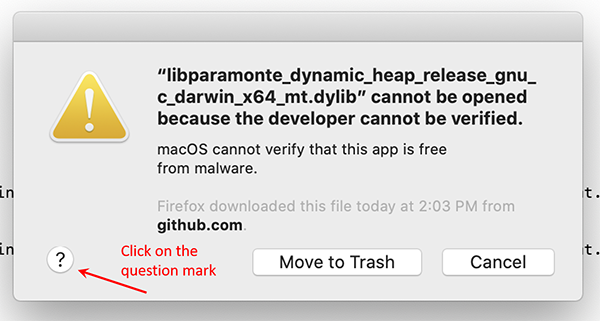 “libparamonte_dynamic_heap_release_gnu_
c_darwin_x64_mt.dylib” cannot be opened
because the developer cannot be verified.
macOS cannot verify that this app is free
from malware.
in
t.
Firefox downloaded this file today at 2:03 PM from
github.com.
in
t.
?
Click on the
question mark
Move to Trash
Cancel